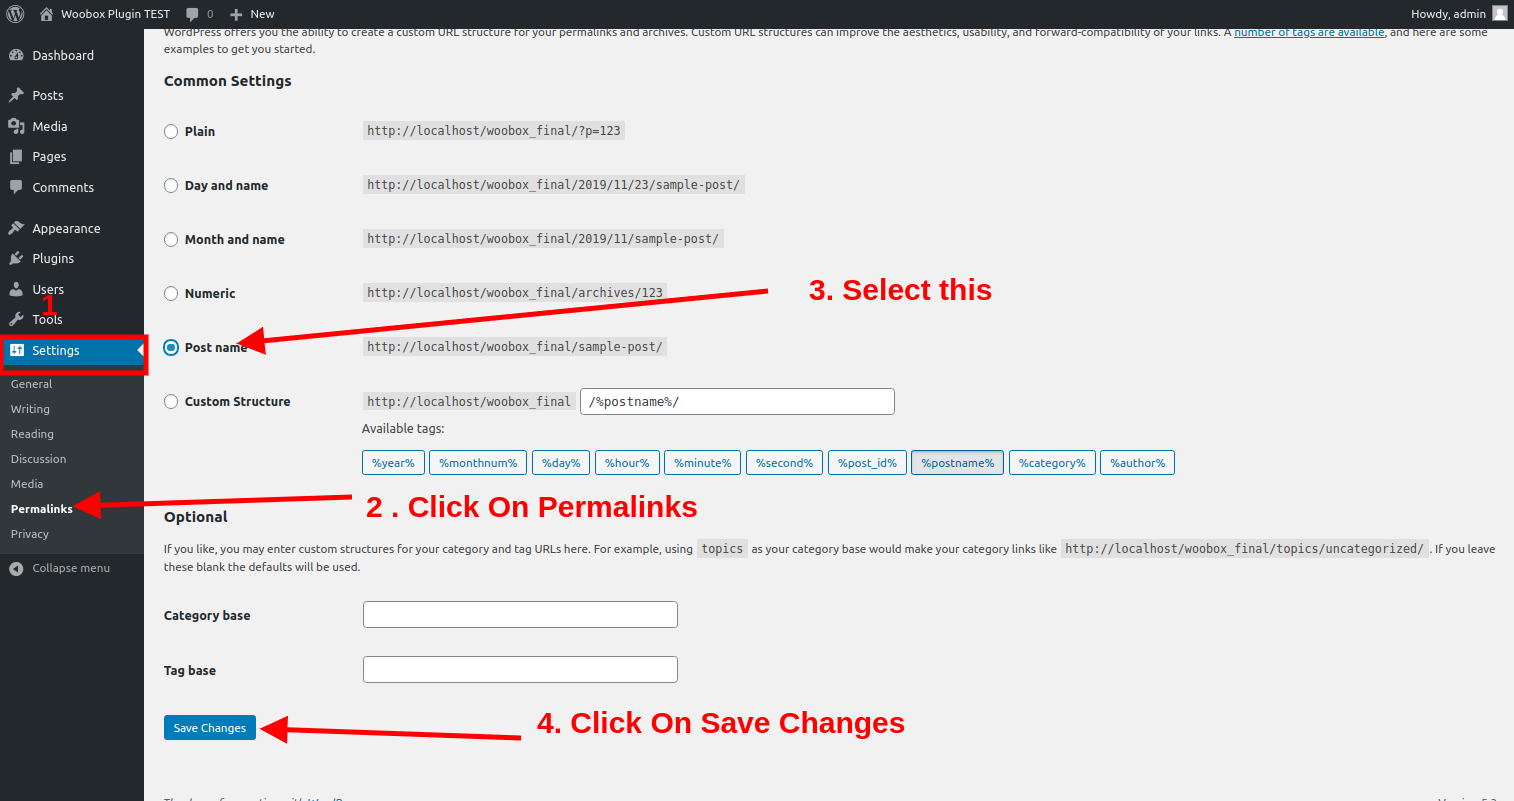 Woobox Plugin TEST 0 New Howdy, admin
Dashboard
Posts
Media
Pages
Comments
Appearance
Plugins
Users
1
Tools
Settings
General
Writing
Reading
Discussion
Media
Permalinks
Privacy
Collapse menu
WordPress offers you the ability to create a custom URL structure for your permalinks and archives. Custom URL structures can improve the aesthetics, usability, and forward-compatibility of your links. A number of tags are available, and here are some
examples to get you started.
Common Settings
Plain http://localhost/woobox_final/?p=123
Day and name http://localhost/woobox_final/2019/11/23/sample-post/
Month and name http://localhost/woobox_final/2019/11/sample-post/
3. Select this
Numeric http://localhost/woobox_final/archives/123
Post name http://localhost/woobox_final/sample-post/
Custom Structure http://localhost/woobox_final /%postname%/
Available tags:
%year% %monthnum% %day% %hour% %minute% %second% %post_id% %postname% %category% %author%
2 . Click On Permalinks
Optional
If you like, you may enter custom structures for your category and tag URLs here. For example, using topics as your category base would make your category links like http://localhost/woobox_final/topics/uncategorized/ . If you leave
these blank the defaults will be used.
Category base
Tag base
4. Click On Save Changes
Save Changes